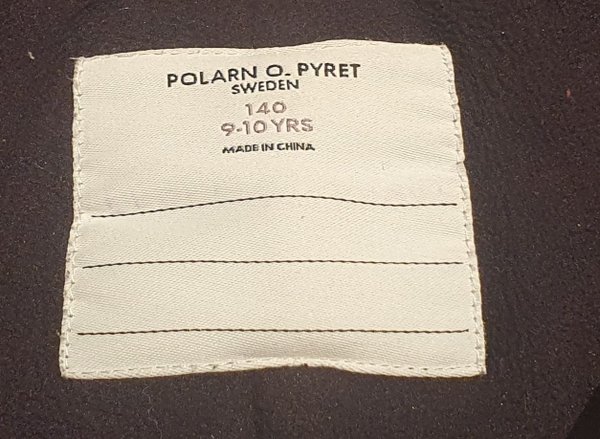 POLARN O. PYRET
SWEDEN
140
9-10 YRS
MADE IN CHINA